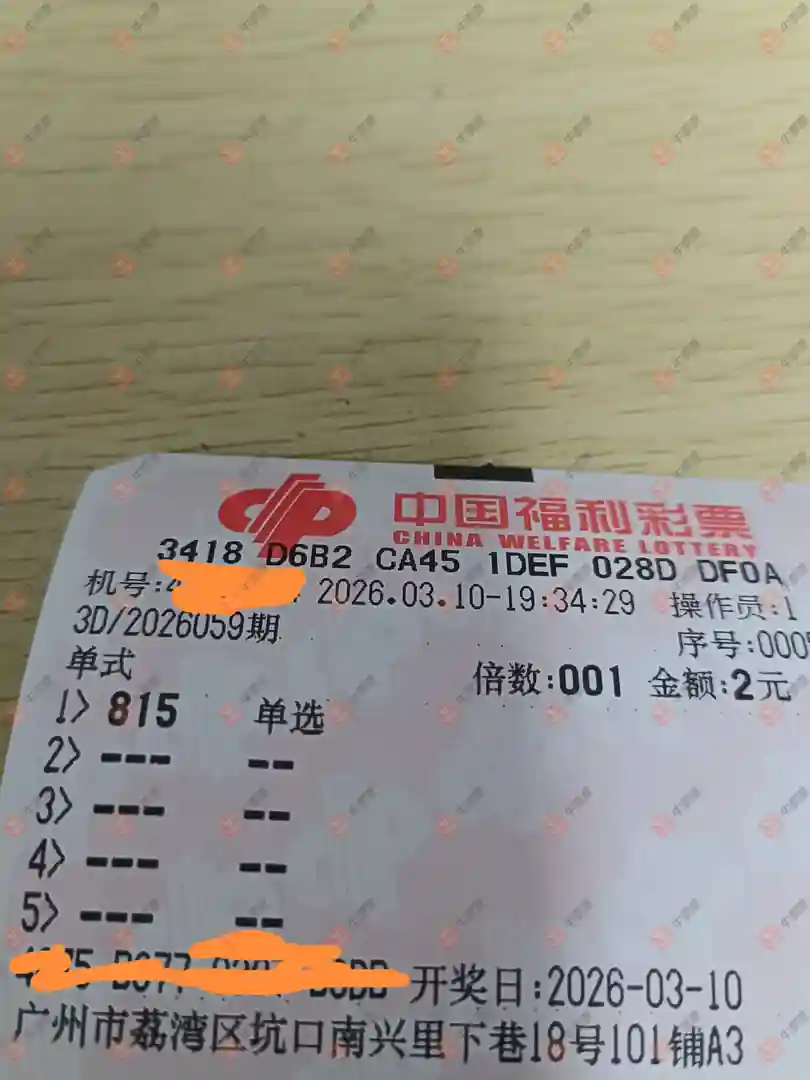 中国福利彩票
CHINA WELFARE LOTTERY
3418 D6B2 CA45 1DEF 028D DF0A
机号: 2026.03.10-19:34:29 操作员:1
3D/2026059期
序号:000
单式
倍数:001 金额:2元
1> 815 单选
2> --- --
3> --- --
4> --- --
5> --- --
开奖日:2026-03-10
广州市荔湾区坑口南兴里下巷18号101铺A3